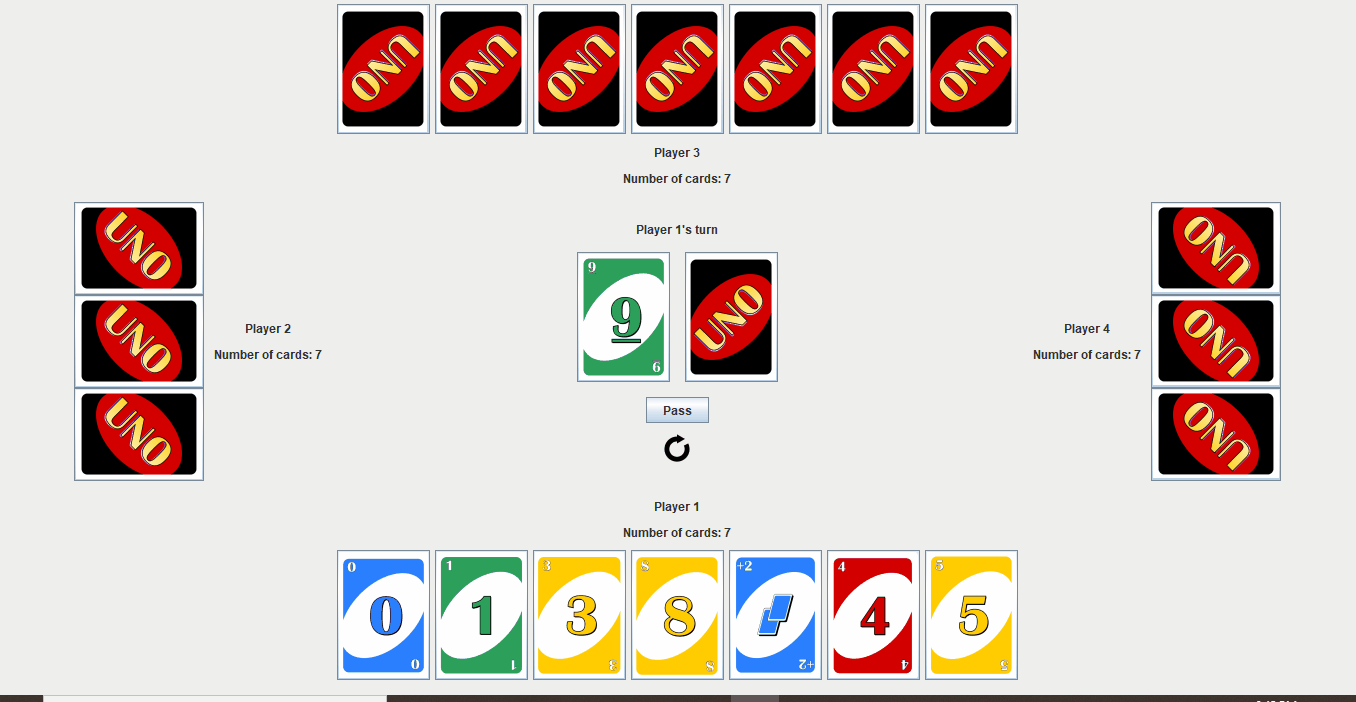 UNO UNO UNO UNO UNO UNO UNO
Player 3
Number of cards: 7
Player 1's turn
UNO
UNO
UNO
Player 2
Number of cards: 7
9
9
9
UNO
Player 4
Number of cards: 7
UNO
UNO
UNO
Pass
Player 1
Number of cards: 7
0 1 3 8 +2 4 5
0 1 3 8 4 5
0 1 3 8 +2 4 5